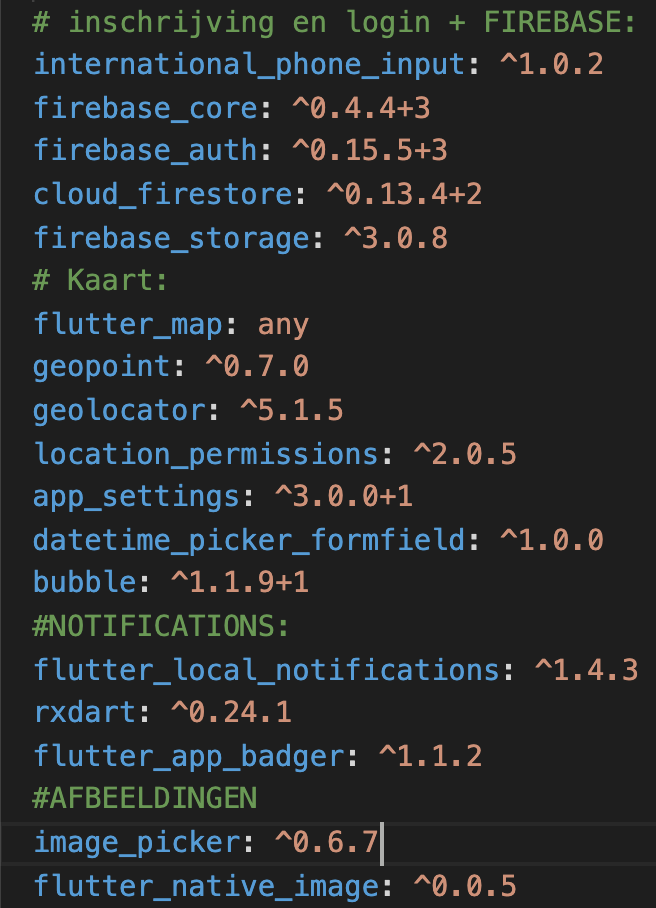 # inschrijving en login + FIREBASE:
international_phone_input: ^1.0.2
firebase_core: ^0.4.4+3
firebase_auth: ^0.15.5+3
cloud_firestore: ^0.13.4+2
firebase_storage: ^3.0.8
# Kaart:
flutter_map: any
geopoint: ^0.7.0
geolocator: ^5.1.5
location_permissions: ^2.0.5
app_settings: ^3.0.0+1
datetime_picker_formfield: ^1.0.0
bubble: ^1.1.9+1
#NOTIFICATIONS:
flutter_local_notifications: ^1.4.3
rxdart: ^0.24.1
flutter_app_badger: ^1.1.2
#AFBEELDINGEN
image_picker: ^0.6.7
flutter_native_image: ^0.0.5